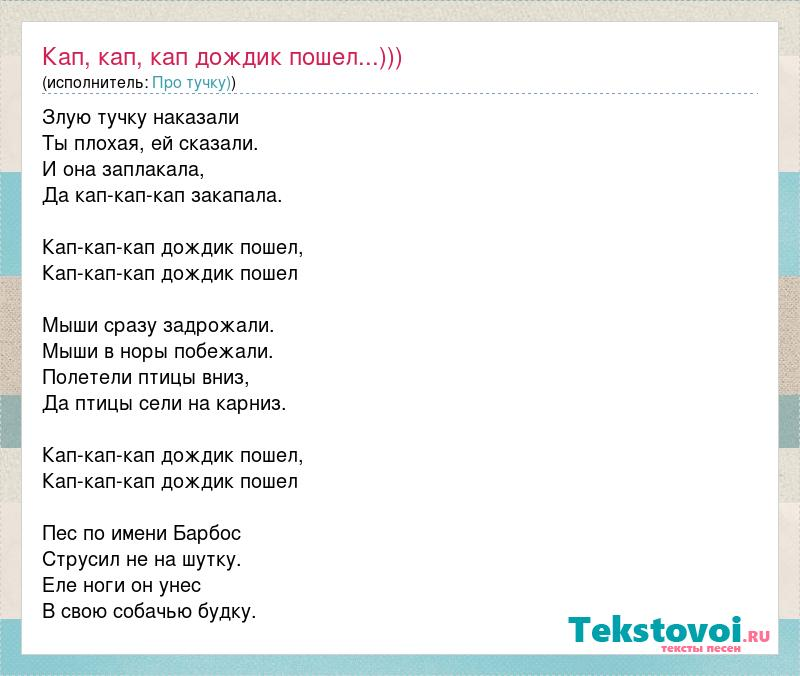 Кап, кап, кап дождик пошел...)))
(исполнитель: Про тучку))
Злую тучку наказали
Ты плохая, ей сказали.
И она заплакала,
Да кап-кап-кап закапала.
Кап-кап-кап дождик пошел,
Кап-кап-кап дождик пошел
Мыши сразу задрожали.
Мыши в норы побежали.
Полетели птицы вниз,
Да птицы сели на карниз.
Кап-кап-кап дождик пошел,
Кап-кап-кап дождик пошел
Пес по имени Барбос
Струсил не на шутку.
Еле ноги он унес
В свою собачью будку.
Tekstovoi.RU
тексты песен